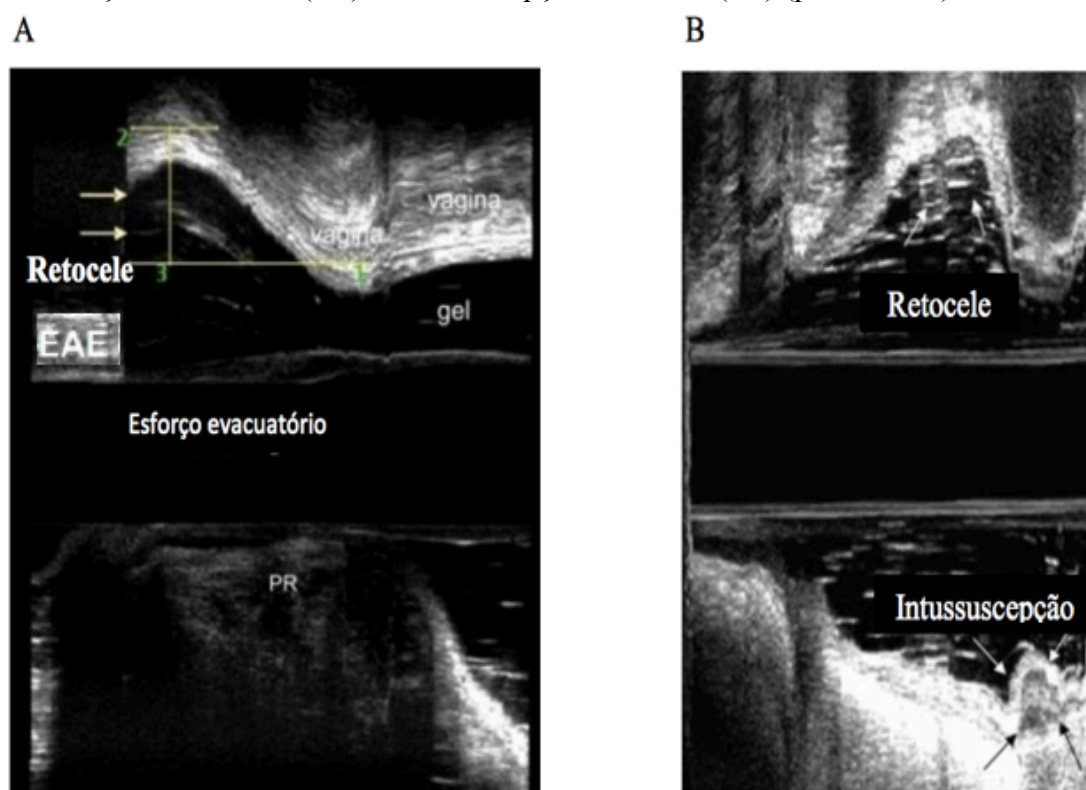 A
B
2
vagina
vagina
Retocele
3
1
gel
EAE
Retocele
Esforço evacuatório
PR
Intussuscepção